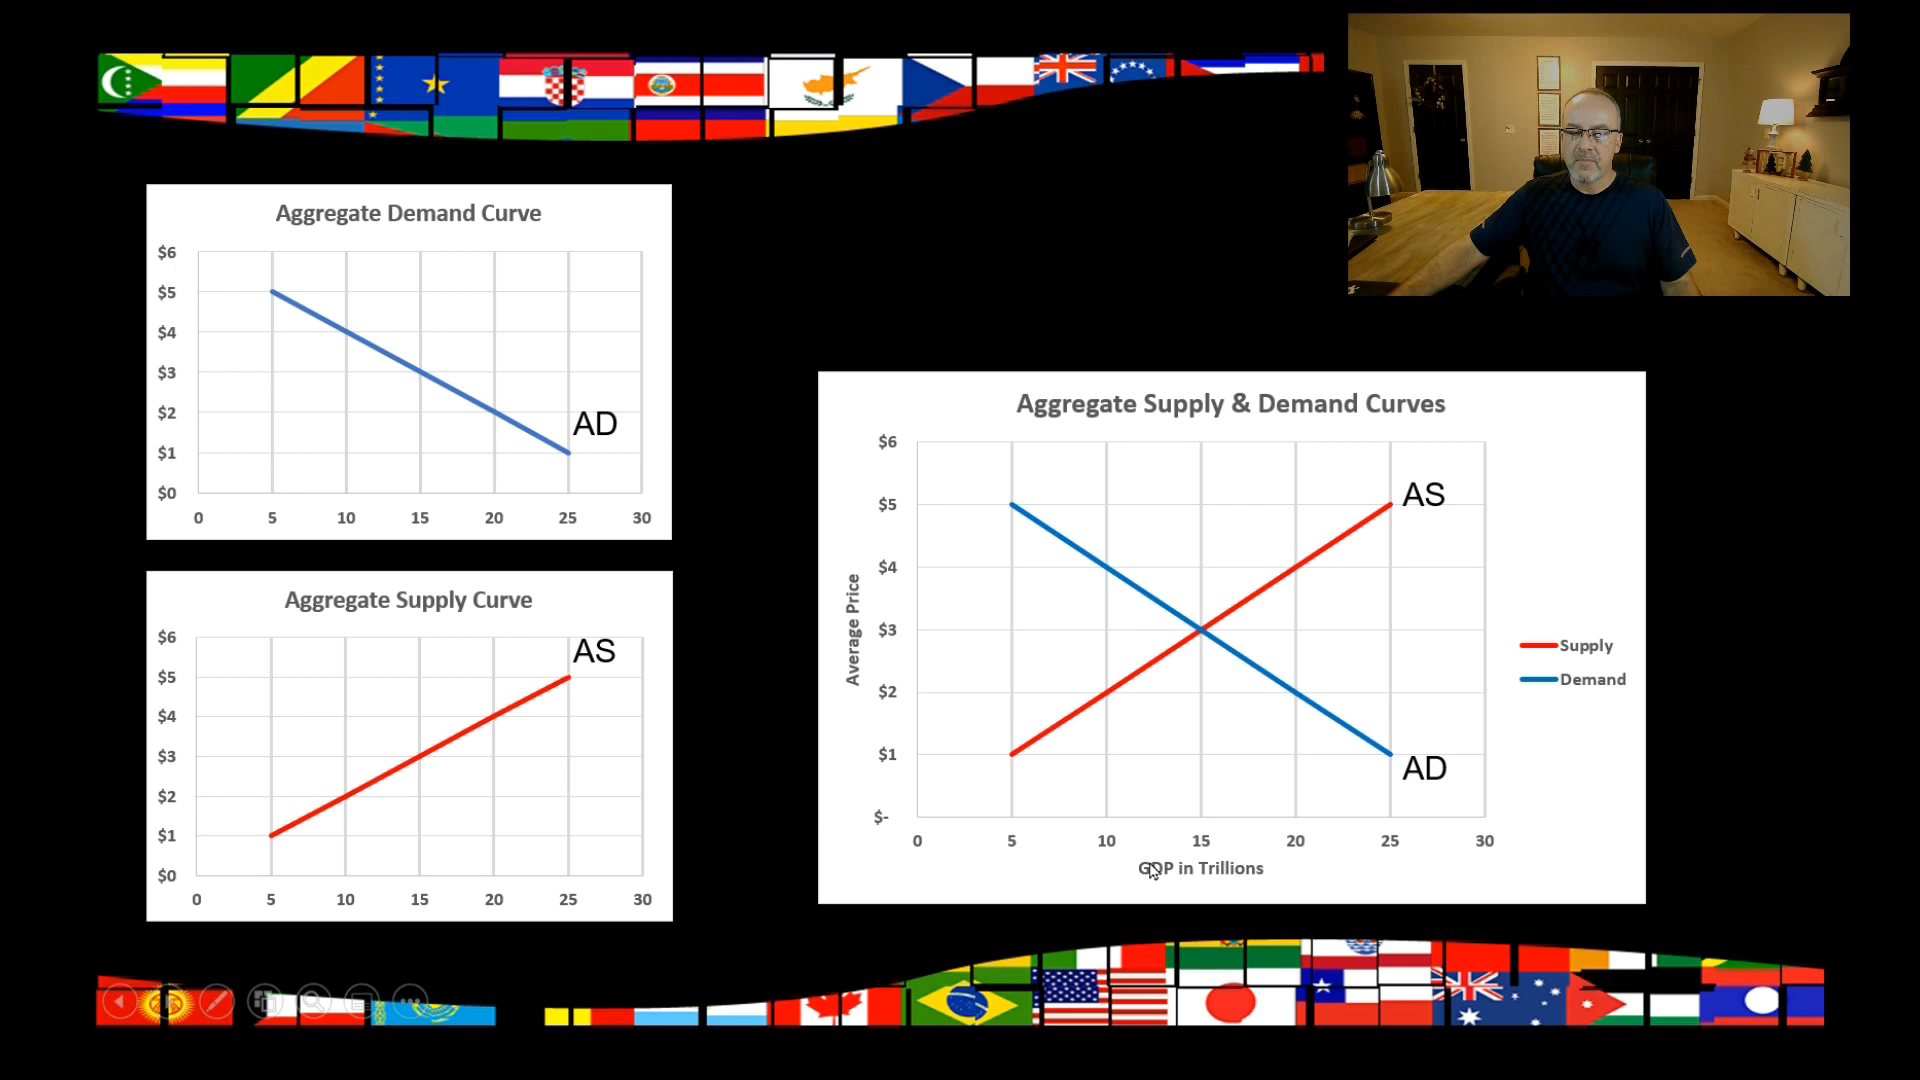 Aggregate Demand Curve
$6
$5
$4
$3
$2
$1
$0
AD
0 5 10 15 20 25 30
Aggregate Supply Curve
$6
$5
$4
$3
$2
$1
$0
AS
0 5 10 15 20 25 30
Aggregate Supply & Demand Curves
$6
$5
$4
$3
$2
$1
$-
Average Price
AS
AD
Supply
Demand
0 5 10 15 20 25 30
GDP in Trillions